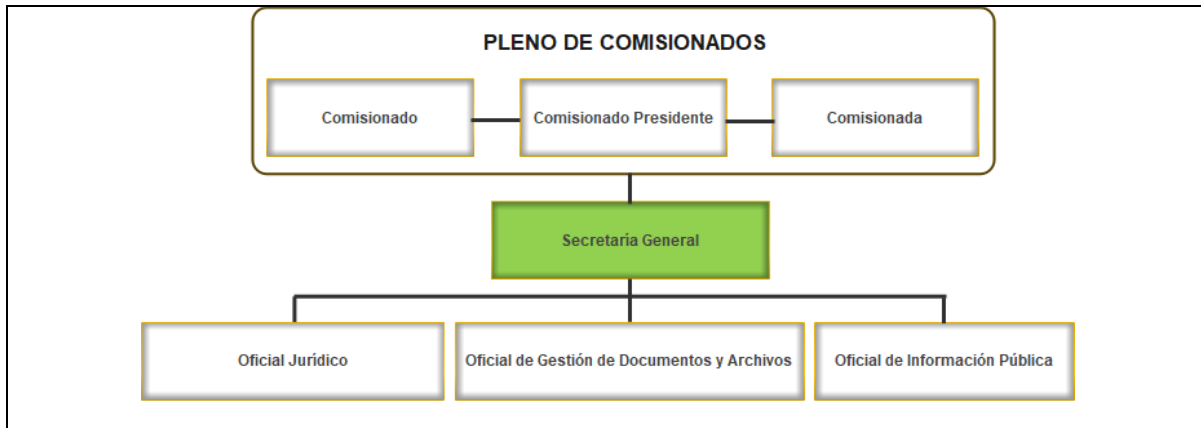 PLENO DE COMISIONADOS
Comisionado
Comisionado Presidente
Comisionada
Secretaría General
Oficial Jurídico
Oficial de Gestión de Documentos y Archivos
Oficial de Información Pública